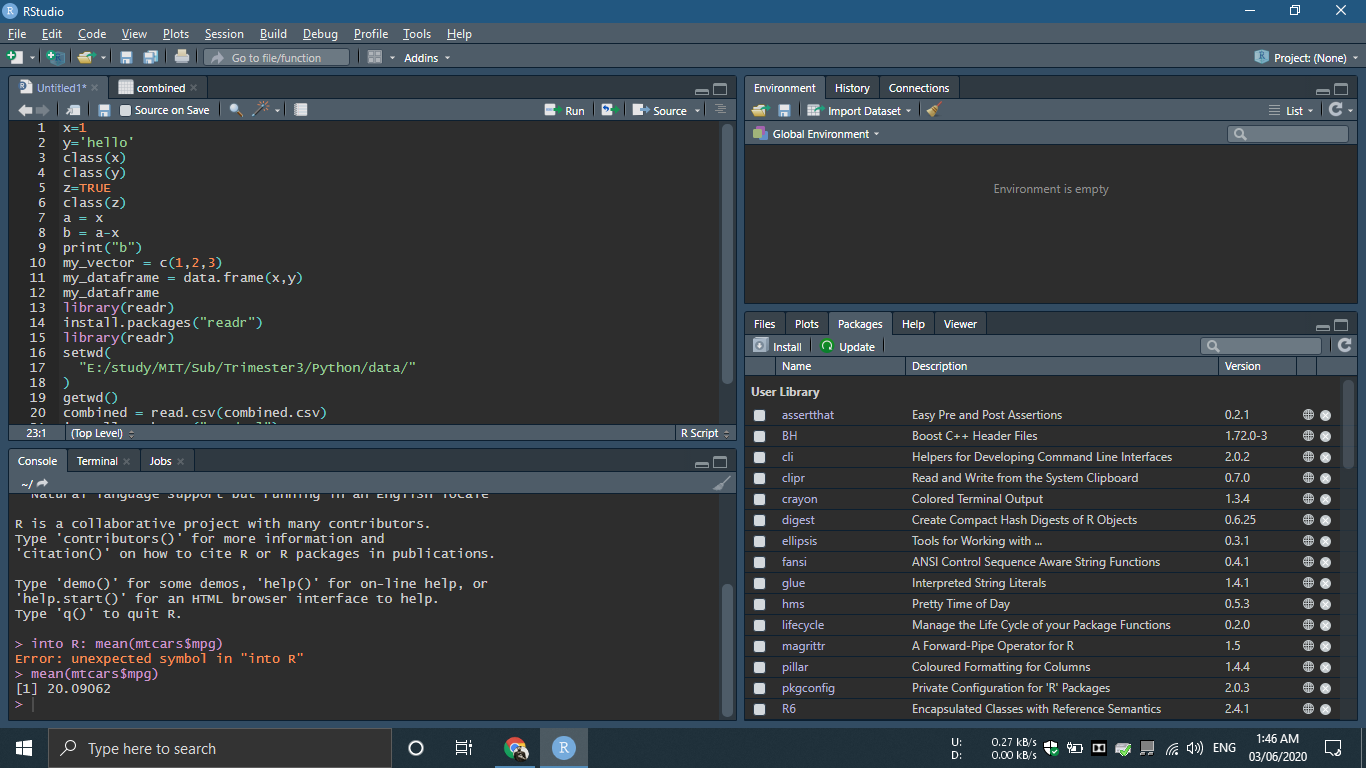 RStudio
File Edit Code View Plots Session Build Debug Profile Tools Help
Go to file/function Addins Project: (None)
Untitled1* combined
Source on Save Run Source
1 x=1
2 y='hello'
3 class(x)
4 class(y)
5 z=TRUE
6 class(z)
7 a = x
8 b = a-x
9 print("b")
10 my_vector = c(1,2,3)
11 my_dataframe = data.frame(x,y)
12 my_dataframe
13 library(readr)
14 install.packages("readr")
15 library(readr)
16 setwd(
17 "E:/study/MIT/Sub/Trimester3/Python/data/"
18 )
19 getwd()
20 combined = read.csv(combined.csv)
23:1 (Top Level) R Script
Console Terminal Jobs
~/
Natural language support but running in an English locale
R is a collaborative project with many contributors.
Type 'contributors()' for more information and
'citation()' on how to cite R or R packages in publications.
Type 'demo()' for some demos, 'help()' for on-line help, or
'help.start()' for an HTML browser interface to help.
Type 'q()' to quit R.
> into R: mean(mtcars$mpg)
Error: unexpected symbol in "into R"
> mean(mtcars$mpg)
[1] 20.09062
>
Environment History Connections
Import Dataset List
Global Environment
Environment is empty
Files Plots Packages Help Viewer
Install Update
Name Description Version
User Library
assertthat Easy Pre and Post Assertions 0.2.1
BH Boost C++ Header Files 1.72.0-3
cli Helpers for Developing Command Line Interfaces 2.0.2
clipr Read and Write from the System Clipboard 0.7.0
crayon Colored Terminal Output 1.3.4
digest Create Compact Hash Digests of R Objects 0.6.25
ellipsis Tools for Working with ... 0.3.1
fansi ANSI Control Sequence Aware String Functions 0.4.1
glue Interpreted String Literals 1.4.1
hms Pretty Time of Day 0.5.3
lifecycle Manage the Life Cycle of your Package Functions 0.2.0
magrittr A Forward-Pipe Operator for R 1.5
pillar Coloured Formatting for Columns 1.4.4
pkgconfig Private Configuration for 'R' Packages 2.0.3
R6 Encapsulated Classes with Reference Semantics 2.4.1
Type here to search
U: 0.27 kB/s
D: 0.00 kB/s
ENG
1:46 AM
03/06/2020